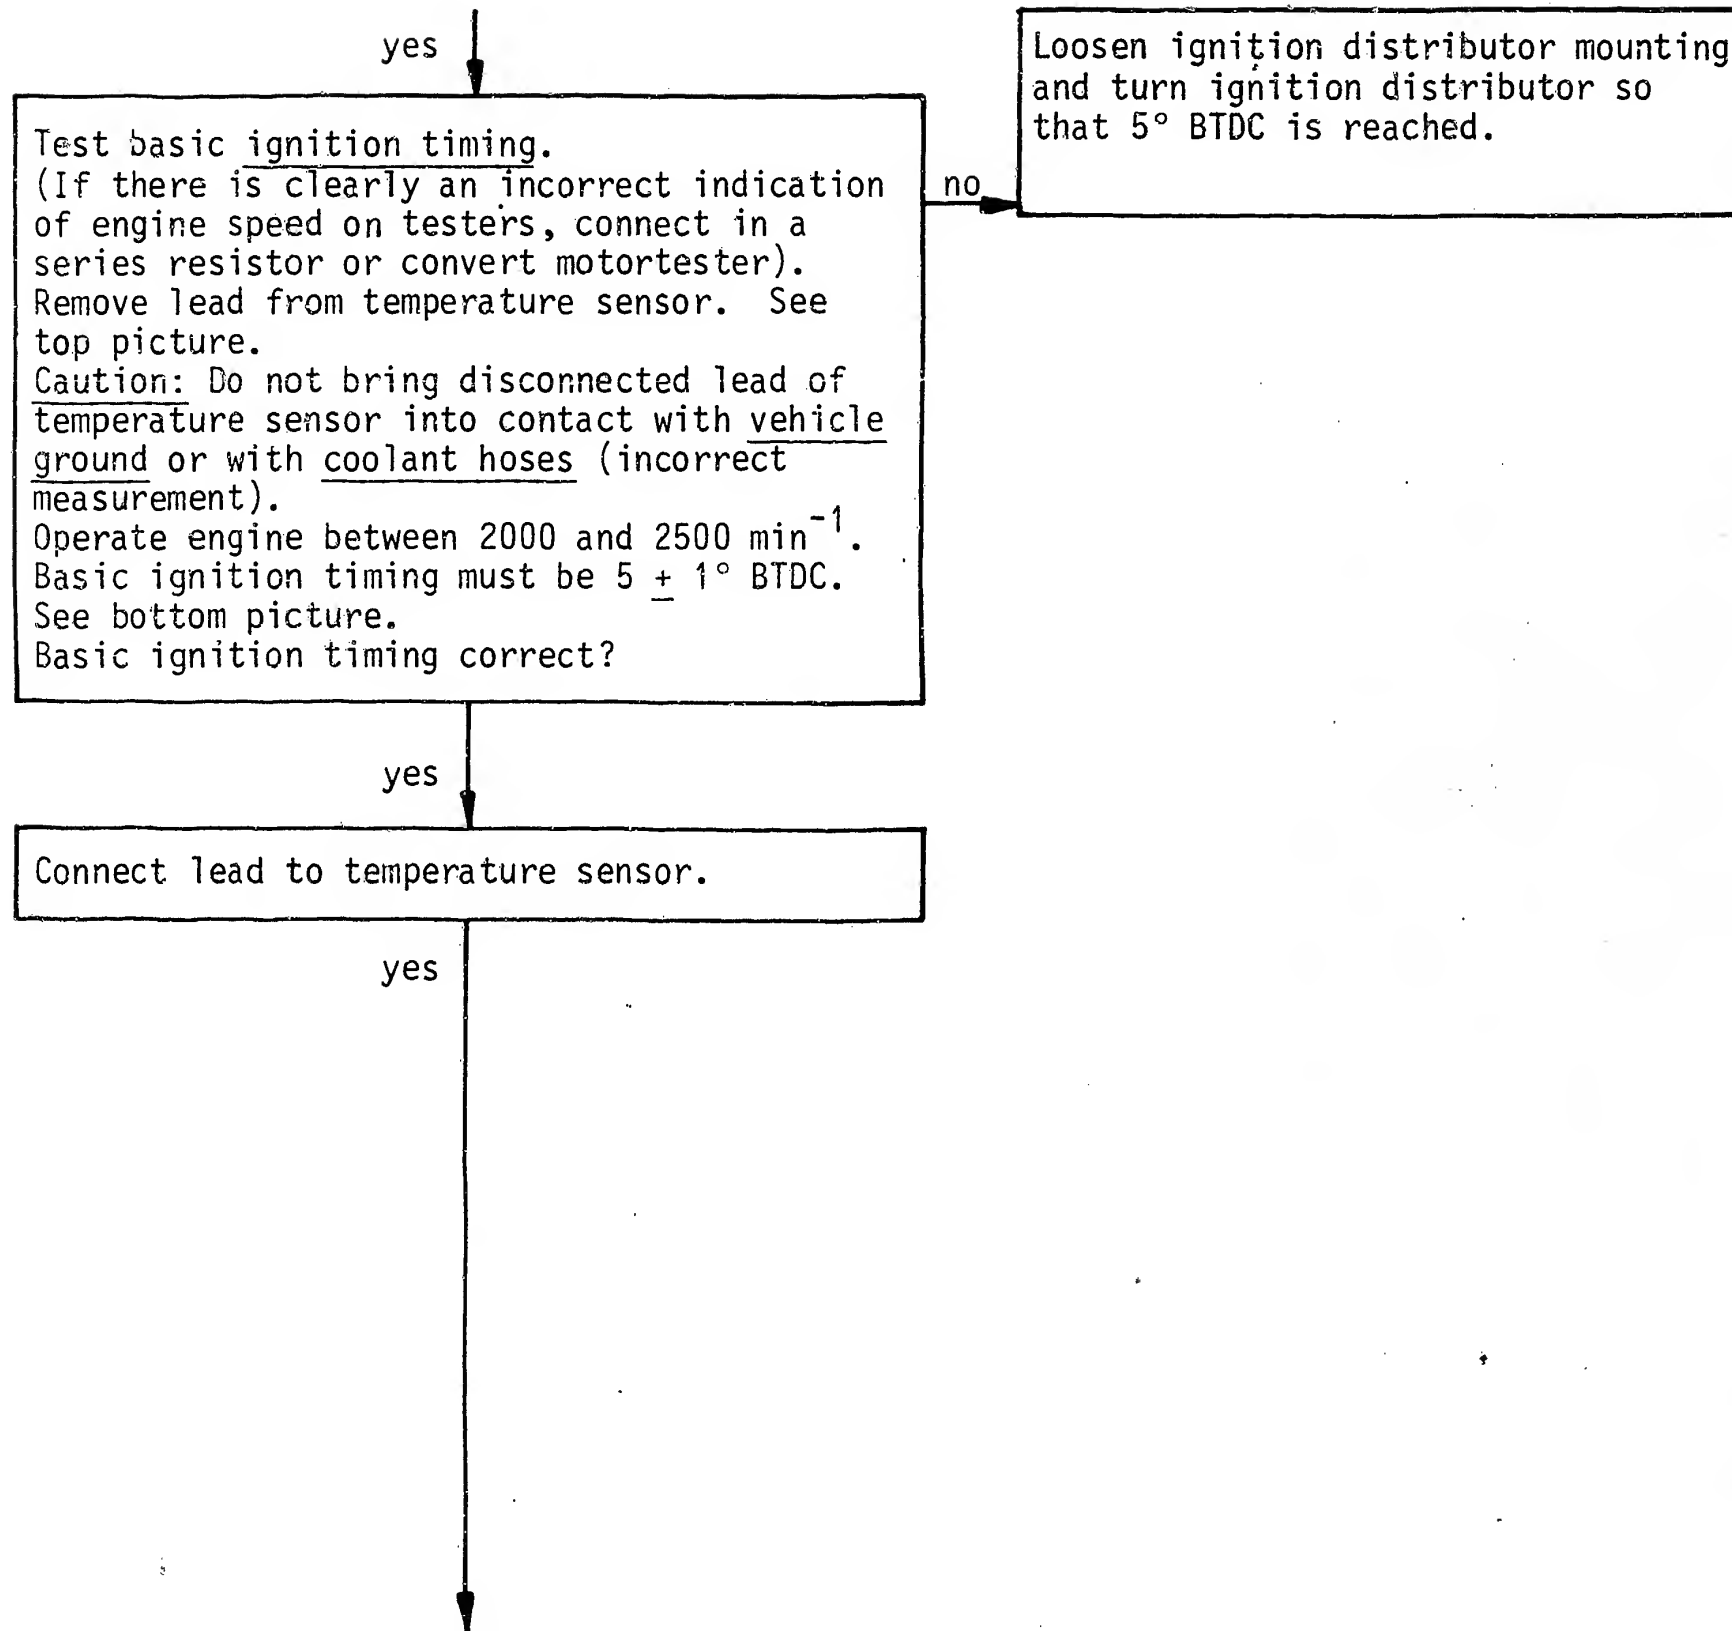 yes
Test basic ignition timing.
(If there is clearly an incorrect indication
of engine speed on testers, connect in a
series resistor or convert motortester).
Remove lead from temperature sensor.  See
top picture.
Caution: Do not bring disconnected lead of
temperature sensor into contact with vehicle
ground or with coolant hoses (incorrect
measurement).
Operate engine between 2000 and 2500 min⁻¹.
Basic ignition timing must be 5 ± 1° BTDC.
See bottom picture.
Basic ignition timing correct?
no
Loosen ignition distributor mounting
and turn ignition distributor so
that 5° BTDC is reached.
yes
Connect lead to temperature sensor.
yes